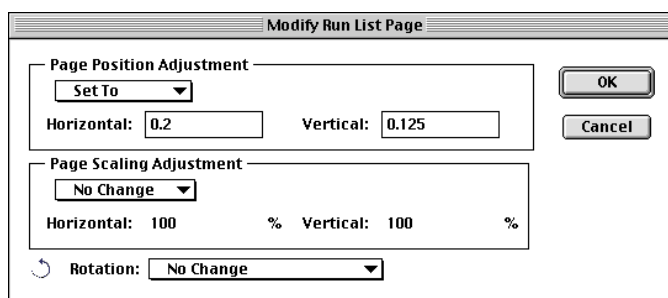 Modify Run List Page
Page Position Adjustment
Set To
Horizontal: 0.2 Vertical: 0.125
OK
Cancel
Page Scaling Adjustment
No Change
Horizontal: 100 % Vertical: 100 %
Rotation: No Change